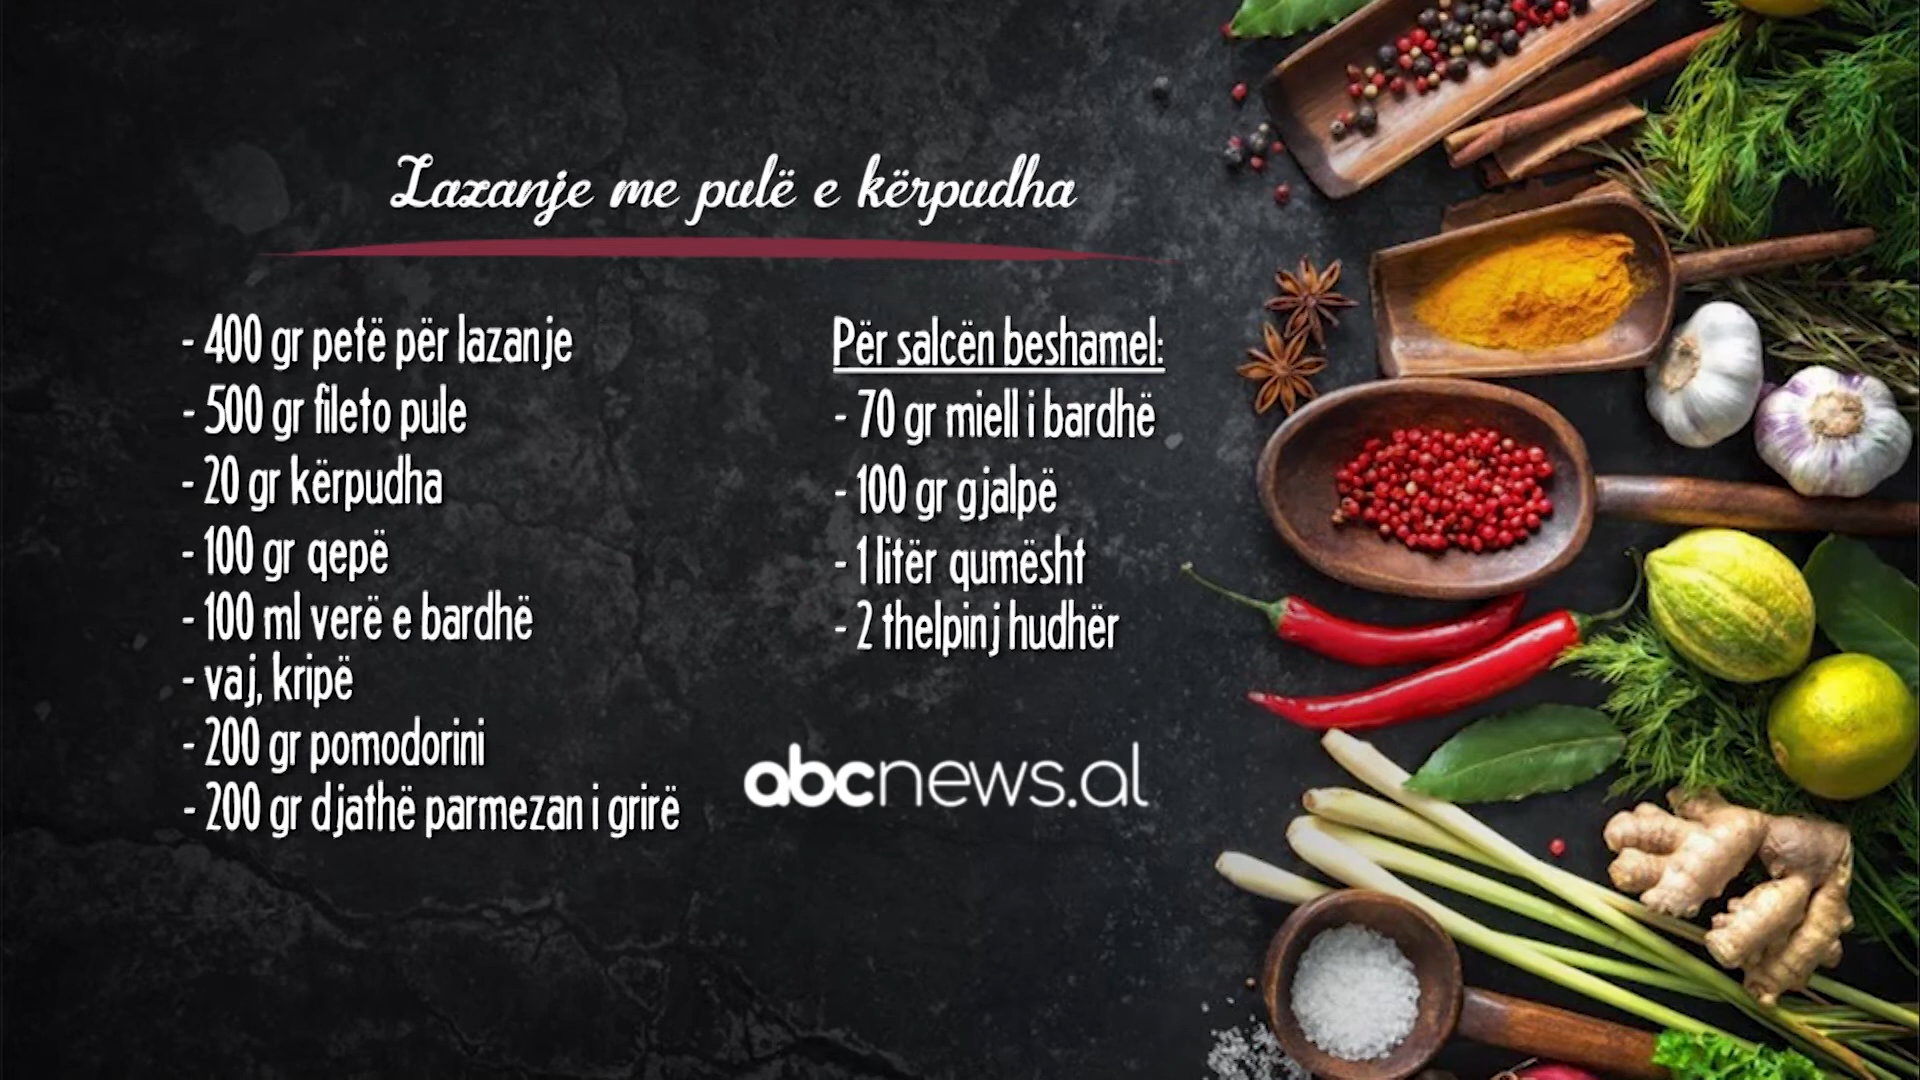 Lazanje me pulë e kërpudha
- 400 gr petë për lazanje
- 500 gr fileto pule
- 20 gr kërpudha
- 100 gr qepë
- 100 ml verë e bardhë
- vaj, kripë
- 200 gr pomodorini
- 200 gr djathë parmezan i grirë
Për salcën beshamel:
- 70 gr miell i bardhë
- 100 gr gjalpë
- 1 litër qumësht
- 2 thelpinj hudhër
abcnews.al